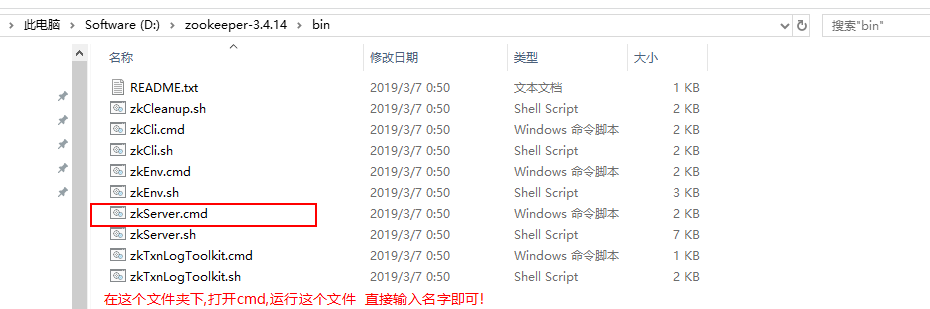 此电脑 > Software (D:) > zookeeper-3.4.14 > bin 搜索"bin"
名称 修改日期 类型 大小
README.txt 2019/3/7 0:50 文本文档 1 KB
zkCleanup.sh 2019/3/7 0:50 Shell Script 2 KB
zkCli.cmd 2019/3/7 0:50 Windows 命令脚本 2 KB
zkCli.sh 2019/3/7 0:50 Shell Script 2 KB
zkEnv.cmd 2019/3/7 0:50 Windows 命令脚本 2 KB
zkEnv.sh 2019/3/7 0:50 Shell Script 3 KB
zkServer.cmd 2019/3/7 0:50 Windows 命令脚本 2 KB
zkServer.sh 2019/3/7 0:50 Shell Script 7 KB
zkTxnLogToolkit.cmd 2019/3/7 0:50 Windows 命令脚本 1 KB
zkTxnLogToolkit.sh 2019/3/7 0:50 Shell Script 2 KB
在这个文件夹下,打开cmd,运行这个文件 直接输入名字即可!